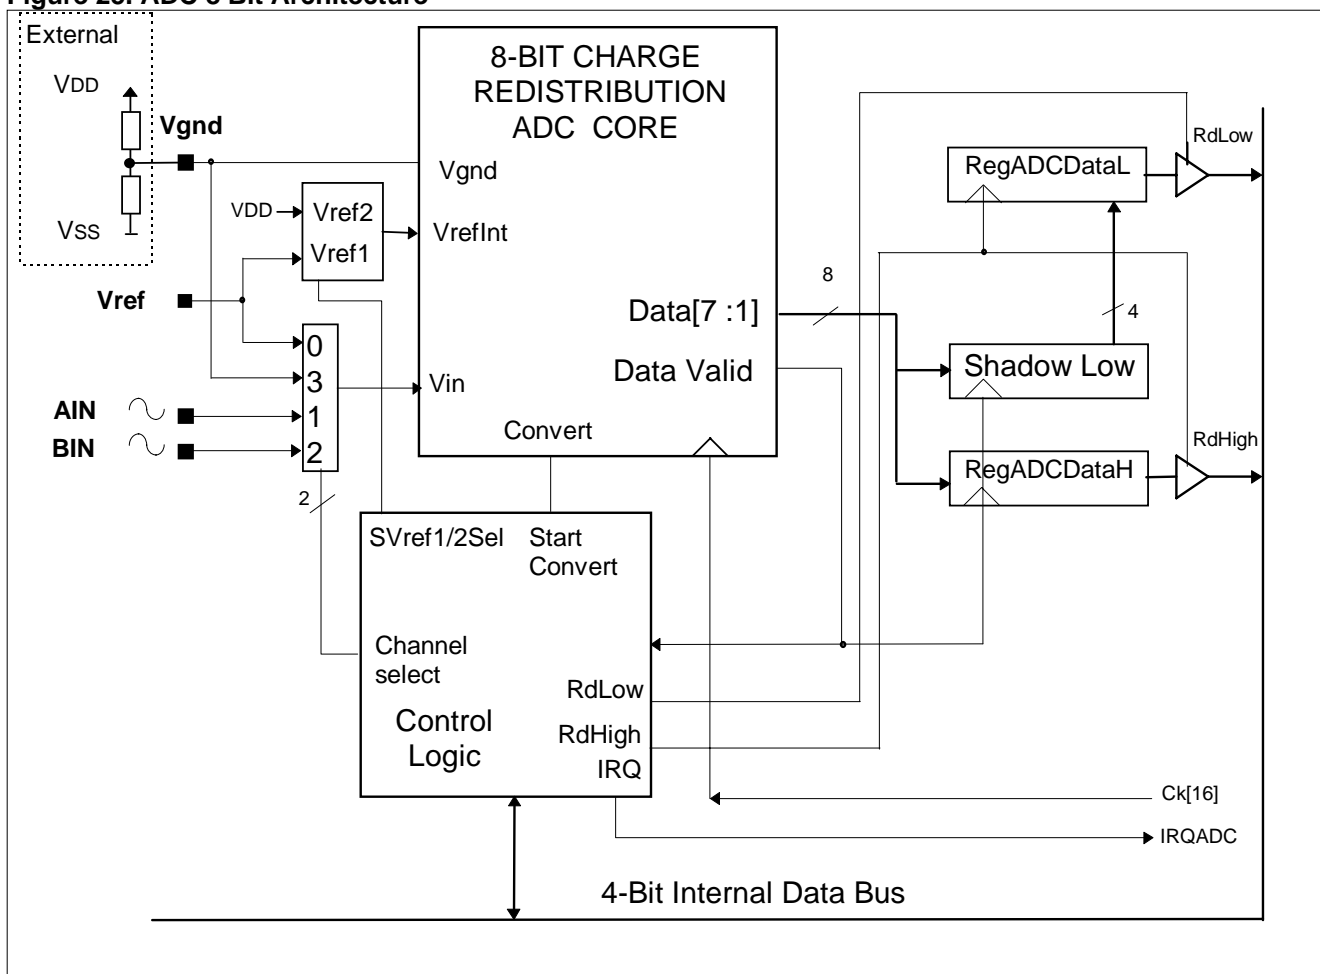 External
VDD
Vgnd
VSS
8-BIT CHARGE
REDISTRIBUTION
ADC CORE
Vgnd
VDD
Vref2
Vref1
VrefInt
Vref
Data[7 :1]
8
Data Valid
0
3
1
2
Vin
AIN
BIN
Convert
2
RegADCDataL
RdLow
4
Shadow Low
RdHigh
RegADCDataH
SVref1/2Sel
Start
Convert
Channel
select
RdLow
Control
Logic
RdHigh
IRQ
Ck[16]
IRQADC
4-Bit Internal Data Bus